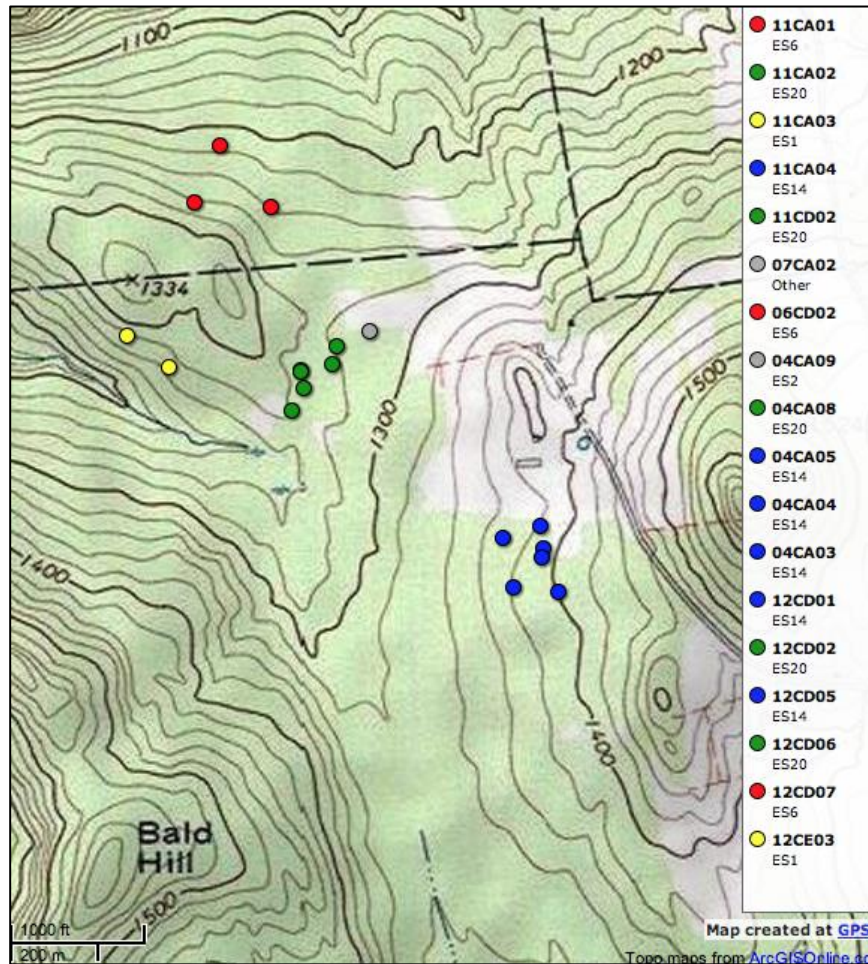 1100
1200
1334
1300
1500
1400
1400
Bald
Hill
1500
1000 ft
200 m
11CA01
ES6
11CA02
ES20
11CA03
ES1
11CA04
ES14
11CD02
ES20
07CA02
Other
06CD02
ES6
04CA09
ES2
04CA08
ES20
04CA05
ES14
04CA04
ES14
04CA03
ES14
12CD01
ES14
12CD02
ES20
12CD05
ES14
12CD06
ES20
12CD07
ES6
12CE03
ES1
Map created at GPS
Topo maps from ArcGISOnline.